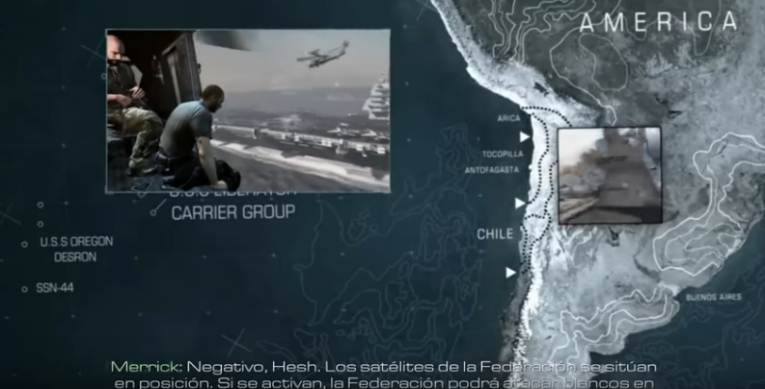 AMERICA
ARICA
TOCOPILLA
ANTOFAGASTA
CARRIER GROUP
CHILE
U.S.S OREGON
DESRON
SSN-44
BUENOS AIRES
Merrick: Negativo, Hesh. Los satélites de la Federación se sitúan
en posición. Si se activan, la Federación podrá atacar blancos en